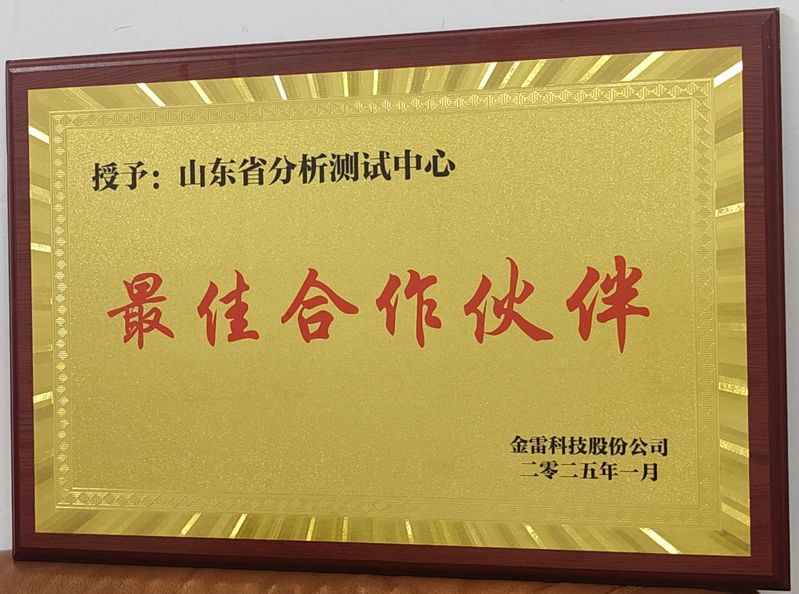 授予：山东省分析测试中心
最佳合作伙伴
金雷科技股份公司
二零二五年一月